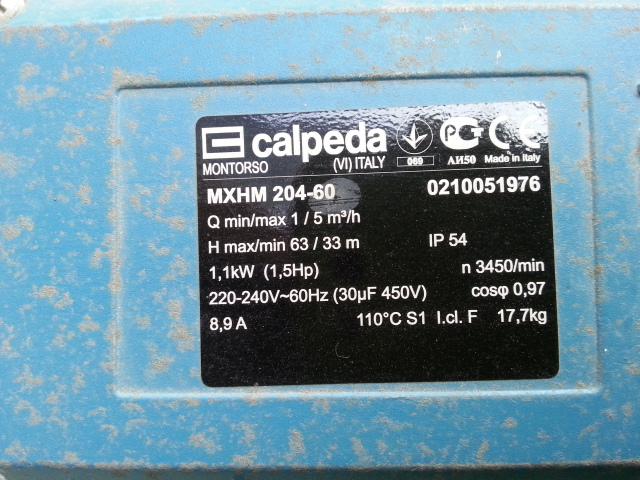 calpeda
MONTORSO (VI) ITALY 069 АИ50 Made in Italy
MXHM 204-60 0210051976
Q min/max 1 / 5 m³/h
H max/min 63 / 33 m IP 54
1,1kW (1,5Hp) n 3450/min
220-240V~60Hz (30µF 450V) cosφ 0,97
8,9 A 110°C S1 I.cl. F 17,7kg